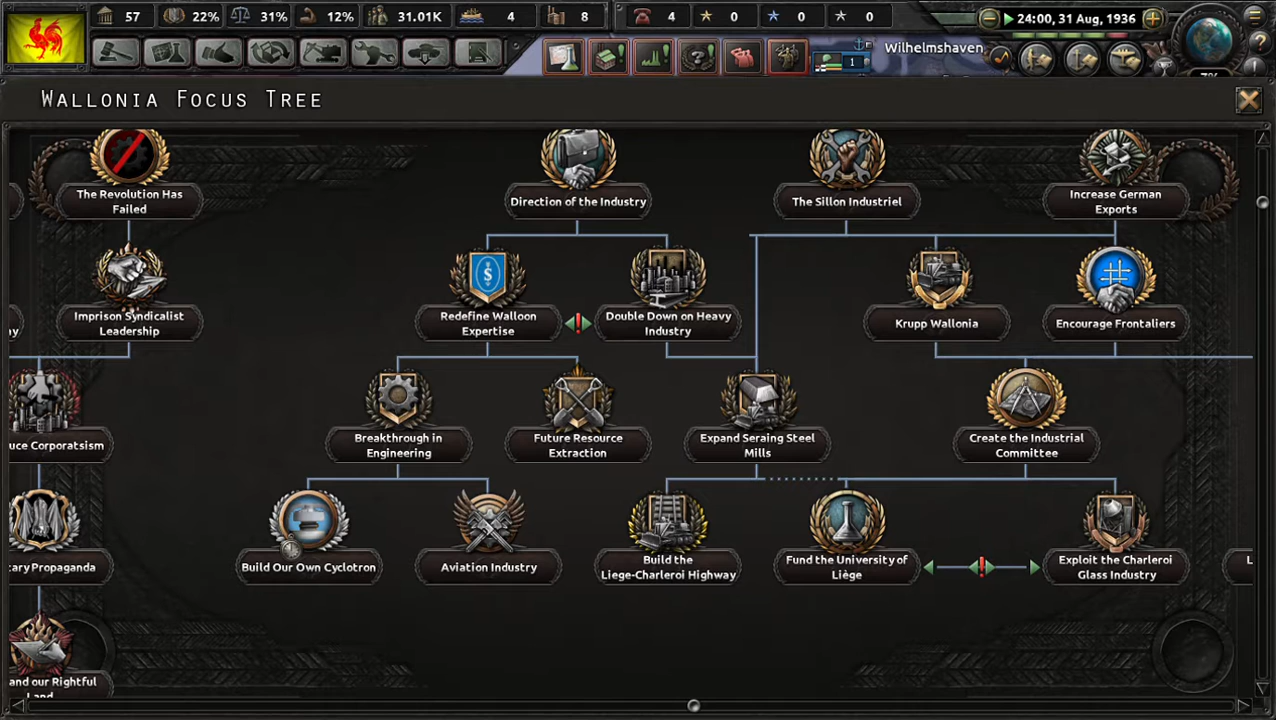 57
22%
31%
12%
31.01K
4
8
4
0
0
0
24:00, 31 Aug, 1936
Wilhelmshaven
1
Wallonia Focus Tree
The Revolution Has
Failed
Direction of the Industry
The Sillon Industriel
Increase German
Exports
Imprison Syndicalist
Leadership
Redefine Walloon
Expertise
Double Down on Heavy
Industry
Krupp Wallonia
Encourage Frontaliers
uce Corporatsism
Breakthrough in
Engineering
Future Resource
Extraction
Expand Seraing Steel
Mills
Create the Industrial
Committee
tary Propaganda
Build Our Own Cyclotron
Aviation Industry
Build the
Liege-Charleroi Highway
Fund the University of
Liège
Exploit the Charleroi
Glass Industry
L
and our Rightful
Land